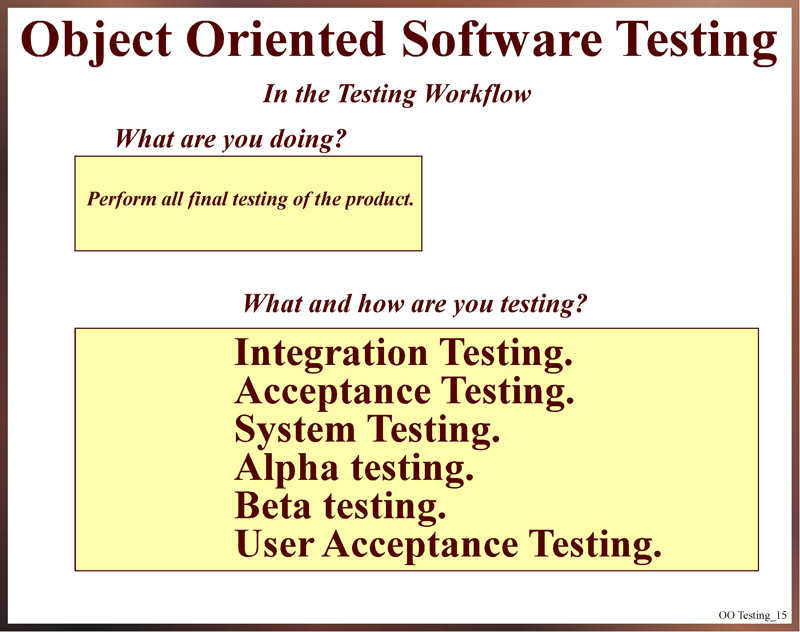 Object Oriented Software Testing
In the Testing Workflow
What are you doing?
Perform all final testing of the product.
What and how are you testing?
Integration Testing.
Acceptance Testing.
System Testing.
Alpha testing.
Beta testing.
User Acceptance Testing.
OO Testing_15